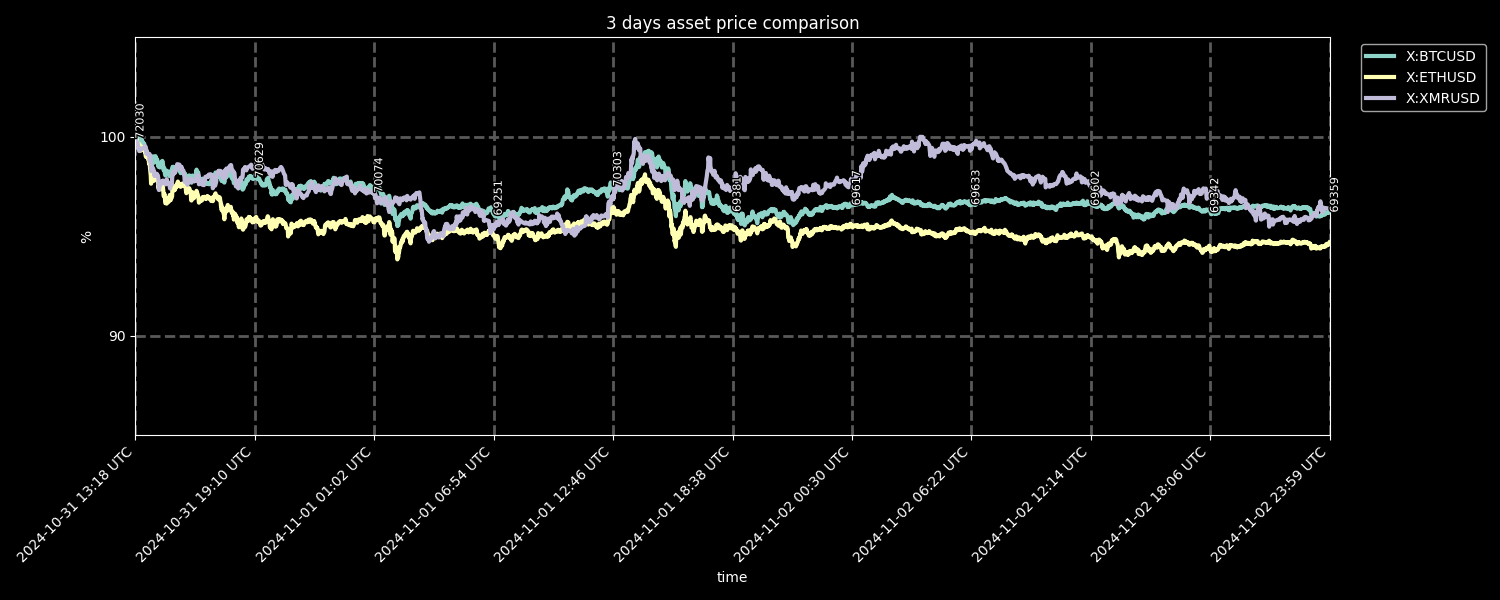 3 days asset price comparison
X:BTCUSD
X:ETHUSD
X:XMRUSD
%
100
90
72030
70629
70074
69251
70303
69381
69617
69633
69602
69342
69359
2024-10-31 13:18 UTC
2024-10-31 19:10 UTC
2024-11-01 01:02 UTC
2024-11-01 06:54 UTC
2024-11-01 12:46 UTC
2024-11-01 18:38 UTC
2024-11-02 00:30 UTC
2024-11-02 06:22 UTC
2024-11-02 12:14 UTC
2024-11-02 18:06 UTC
2024-11-02 23:59 UTC
time